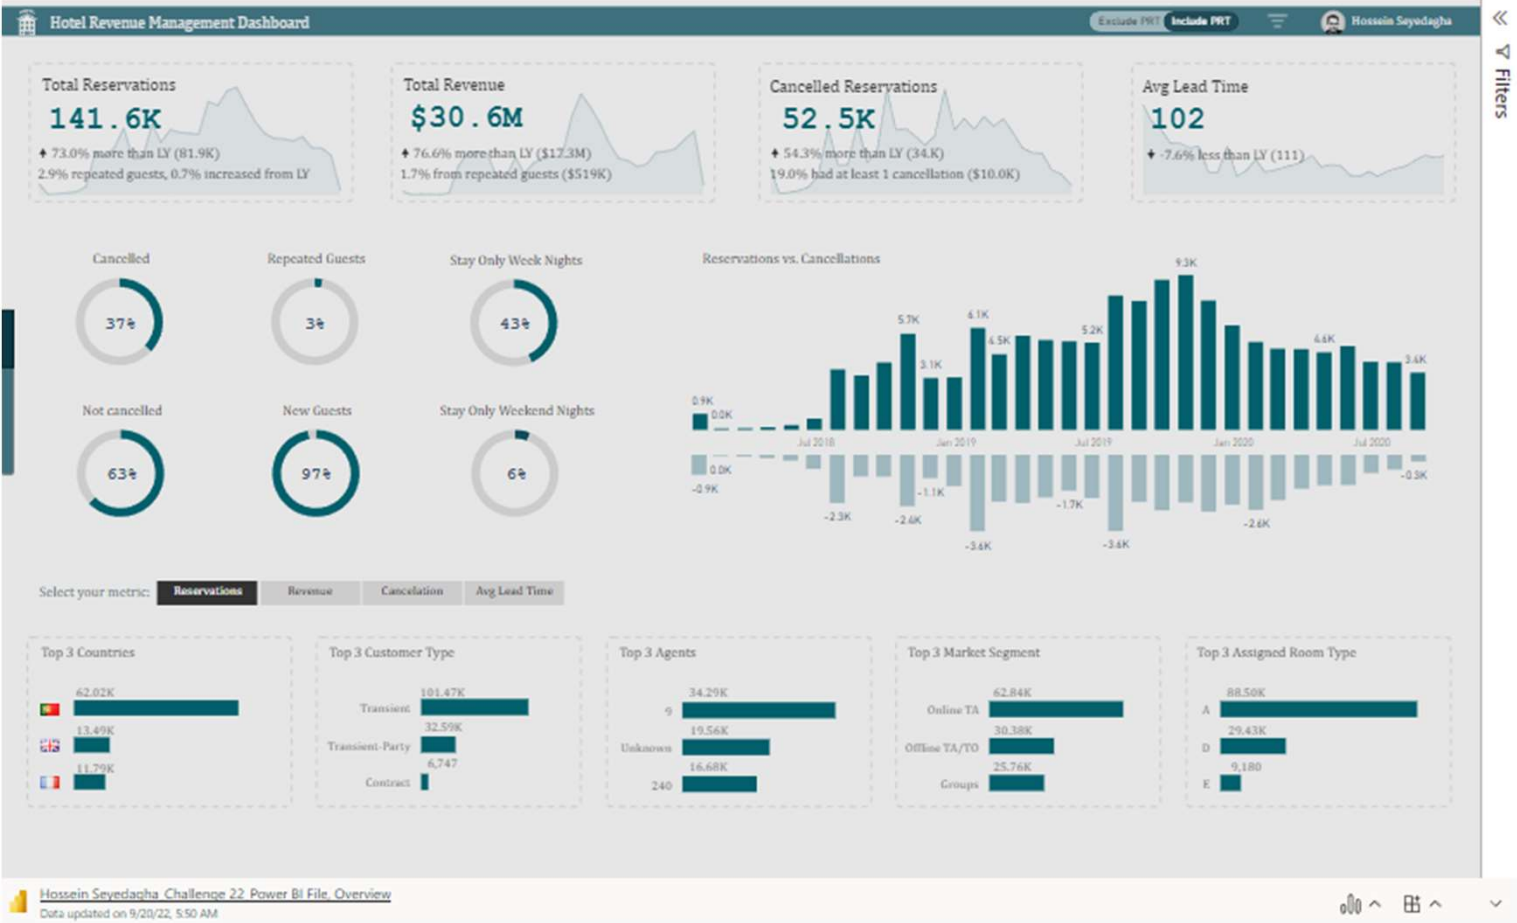 Hotel Revenue Management Dashboard
Exclude PRT Include PRT
Hossein Seyedagha
Filters
Total Reservations
141.6K
73.0% more than LY (81.9K)
2.9% repeated guests, 0.7% increased from LY
Total Revenue
$30.6M
76.6% more than LY ($17.3M)
1.7% from repeated guests ($519K)
Cancelled Reservations
52.5K
54.3% more than LY (34.K)
19.0% had at least 1 cancellation ($10.0K)
Avg Lead Time
102
-7.6% less than LY (111)
Cancelled
37%
Repeated Guests
3%
Stay Only Week Nights
43%
Not cancelled
63%
New Guests
97%
Stay Only Weekend Nights
6%
Reservations vs. Cancellations
0.9K
0.0K
5.7K
3.1K
6.1K
4.5K
5.2K
9.3K
4.6K
3.4K
Jul 2018
Jan 2019
Jul 2019
Jan 2020
Jul 2020
-0.9K
0.0K
-2.3K
-2.4K
-1.1K
-3.6K
-1.7K
-3.6K
-2.6K
-0.3K
Select your metric: Reservations Revenue Cancelation Avg Lead Time
Top 3 Countries
62.02K
13.49K
11.79K
Top 3 Customer Type
101.47K
Transient
32.59K
Transient-Party
6,747
Contract
Top 3 Agents
34.29K
9
19.56K
Unknown
16.68K
240
Top 3 Market Segment
62.84K
Online TA
30.38K
Offline TA/TO
25.76K
Groups
Top 3 Assigned Room Type
88.50K
A
29.43K
D
9,180
E
Hossein Seyedagha_Challenge 22_Power BI File, Overview
Data updated on 9/20/22, 5:50 AM